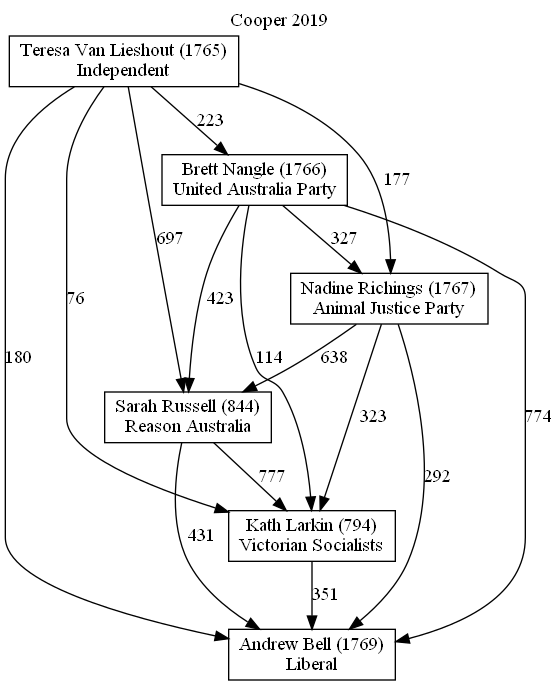 Cooper 2019
Teresa Van Lieshout (1765)
Independent
223
Brett Nangle (1766)
United Australia Party
177
697
327
Nadine Richings (1767)
Animal Justice Party
76
423
180
114
638
Sarah Russell (844)
Reason Australia
323
774
777
292
Kath Larkin (794)
Victorian Socialists
431
351
Andrew Bell (1769)
Liberal